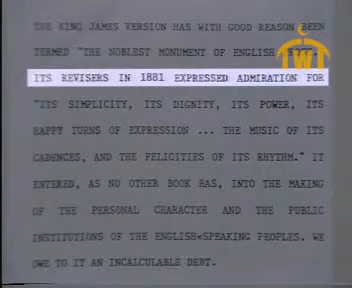 THE KING JAMES VERSION HAS WITH GOOD REASON BEEN
TERMED "THE NOBLEST MONUMENT OF ENGLISH
ITS REVISERS IN 1881 EXPRESSED ADMIRATION FOR
"ITS SIMPLICITY, ITS DIGNITY, ITS POWER, ITS
HAPPY TURNS OF EXPRESSION ... THE MUSIC OF ITS
CADENCES, AND THE FELICITIES OF ITS RHYTHM." IT
ENTERED, AS NO OTHER BOOK HAS, INTO THE MAKING
OF THE PERSONAL CHARACTER AND THE PUBLIC
INSTITUTIONS OF THE ENGLISH-SPEAKING PEOPLES. WE
OWE TO IT AN INCALCULABLE DEBT.